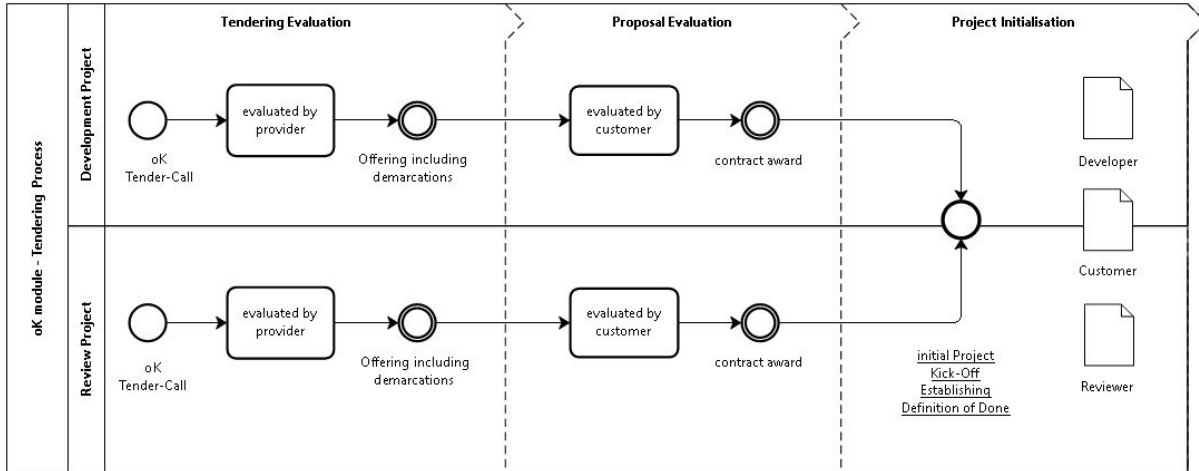 Tendering Evaluation
Proposal Evaluation
Project Initialisation
oK module - Tendering Process
Development Project
evaluated by
provider
evaluated by
customer
oK
Tender-Call
Offering including
demarcations
contract award
Developer
Customer
Review Project
evaluated by
provider
evaluated by
customer
oK
Tender-Call
Offering including
demarcations
contract award
initial Project
Kick-Off
Establishing
Definition of Done
Reviewer